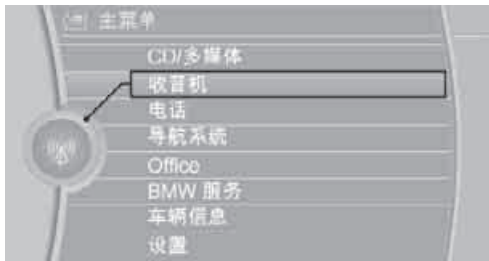 主菜单
CD/多媒体
收音机
电话
导航系统
Office
BMW 服务
车辆信息
设置